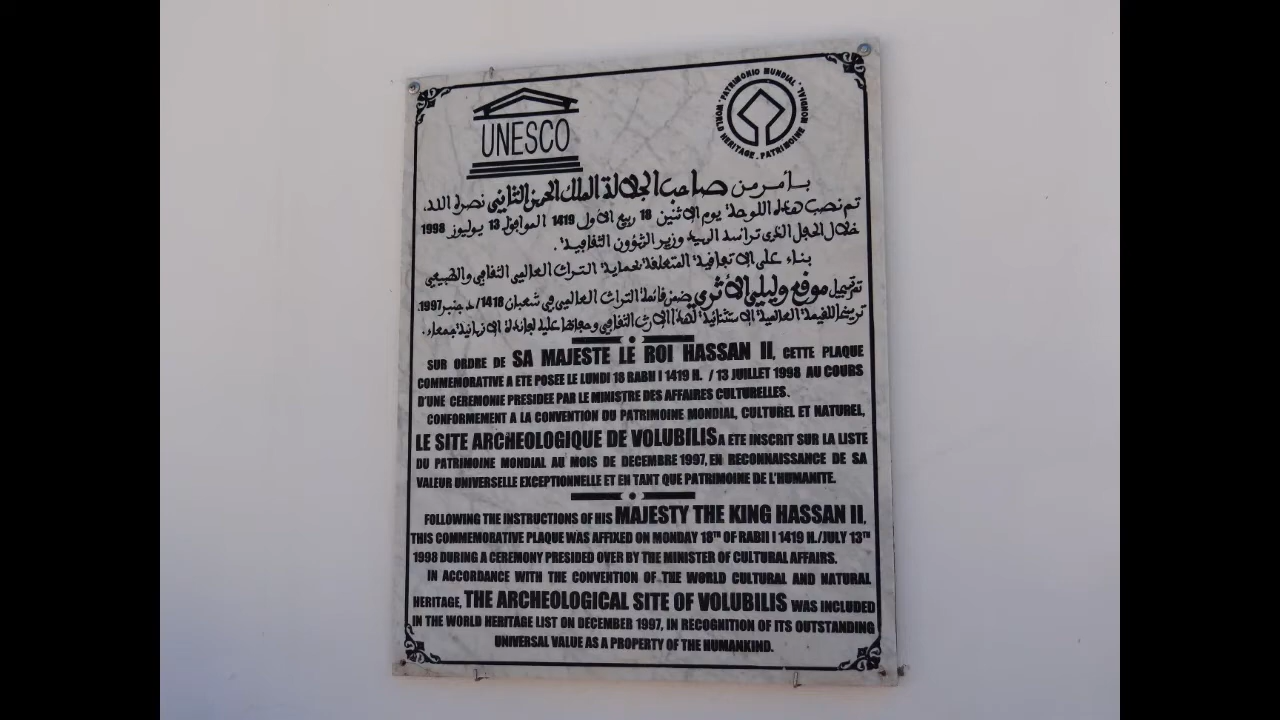 UNESCO
WORLD HERITAGE · PATRIMOINE MONDIAL · PATRIMONIO MUNDIAL ·
بأمر من صاحب الجلالة الملك الحسن الثاني نصره الله
تم نصب هذه اللوحة يوم الاثنين 18 ربيع الأول 1419 الموافق 13 يوليوز 1998
خلال الحفل الذي ترأسه السيد وزير الشؤون الثقافية.
بناء على الاتفاقية المتعلقة بحماية التراث العالمي الثقافي والطبيعي
تم تسجيل موقع وليلي الأثري ضمن قائمة التراث العالمي في شعبان 1418/دجنبر 1997.
للقيمة العالمية الاستثنائية لهذا الإرث الثقافي لفائدة الإنسانية جمعاء.
SUR ORDRE DE SA MAJESTE LE ROI HASSAN II, CETTE PLAQUE
COMMEMORATIVE A ETE POSEE LE LUNDI 18 RABII I 1419 H. / 13 JUILLET 1998 AU COURS
D'UNE CEREMONIE PRESIDEE PAR LE MINISTRE DES AFFAIRES CULTURELLES.
CONFORMEMENT A LA CONVENTION DU PATRIMOINE MONDIAL, CULTUREL ET NATUREL,
LE SITE ARCHEOLOGIQUE DE VOLUBILIS A ETE INSCRIT SUR LA LISTE
DU PATRIMOINE MONDIAL AU MOIS DE DECEMBRE 1997, EN RECONNAISSANCE DE SA
VALEUR UNIVERSELLE EXCEPTIONNELLE ET EN TANT QUE PATRIMOINE DE L'HUMANITE.
FOLLOWING THE INSTRUCTIONS OF HIS MAJESTY THE KING HASSAN II,
THIS COMMEMORATIVE PLAQUE WAS AFFIXED ON MONDAY 18TH OF RABII I 1419 H./JULY 13TH
1998 DURING A CEREMONY PRESIDED OVER BY THE MINISTER OF CULTURAL AFFAIRS.
IN ACCORDANCE WITH THE CONVENTION OF THE WORLD CULTURAL AND NATURAL
HERITAGE, THE ARCHEOLOGICAL SITE OF VOLUBILIS WAS INCLUDED
IN THE WORLD HERITAGE LIST ON DECEMBER 1997, IN RECOGNITION OF ITS OUTSTANDING
UNIVERSAL VALUE AS A PROPERTY OF THE HUMANKIND.